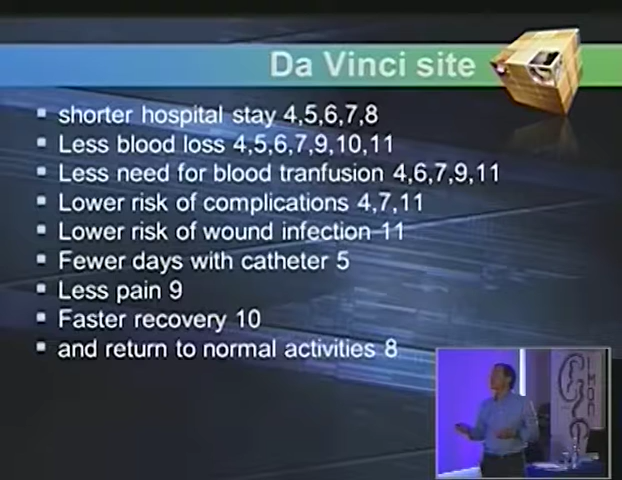 Da Vinci site
shorter hospital stay 4,5,6,7,8
Less blood loss 4,5,6,7,9,10,11
Less need for blood tranfusion 4,6,7,9,11
Lower risk of complications 4,7,11
Lower risk of wound infection 11
Fewer days with catheter 5
Less pain 9
Faster recovery 10
and return to normal activities 8